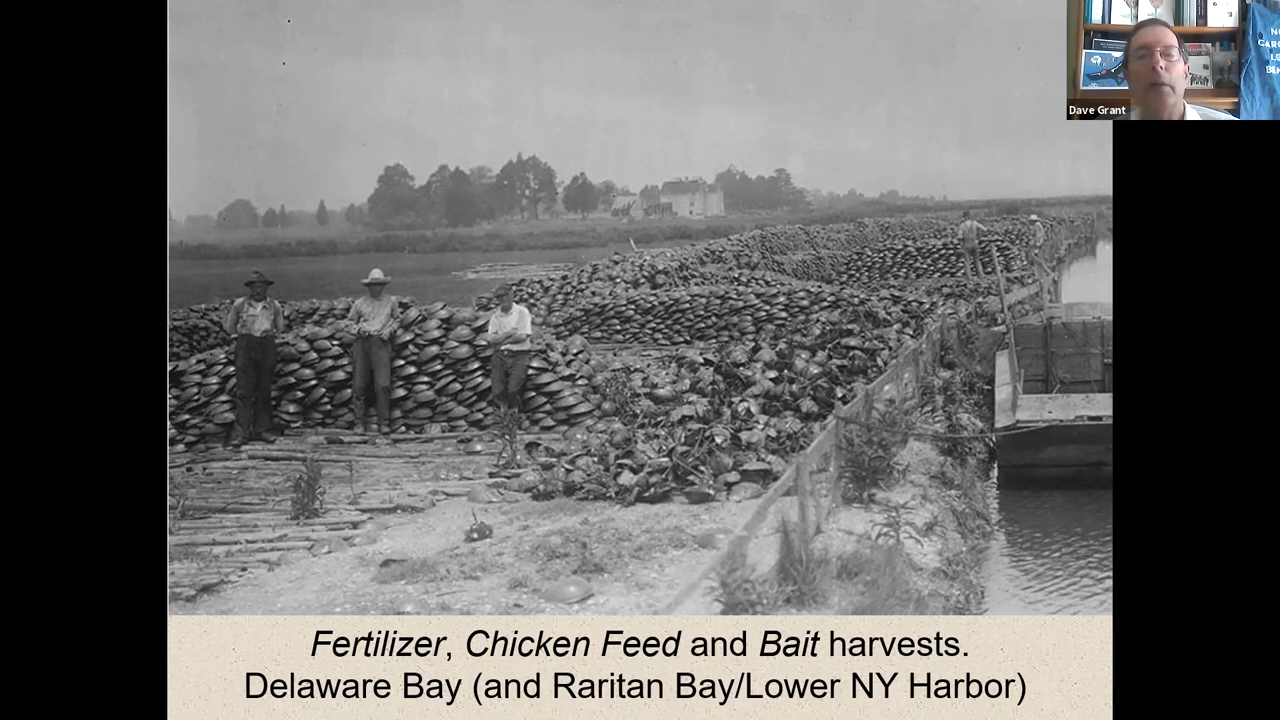 Dave Grant
Fertilizer, Chicken Feed and Bait harvests.
Delaware Bay (and Raritan Bay/Lower NY Harbor)